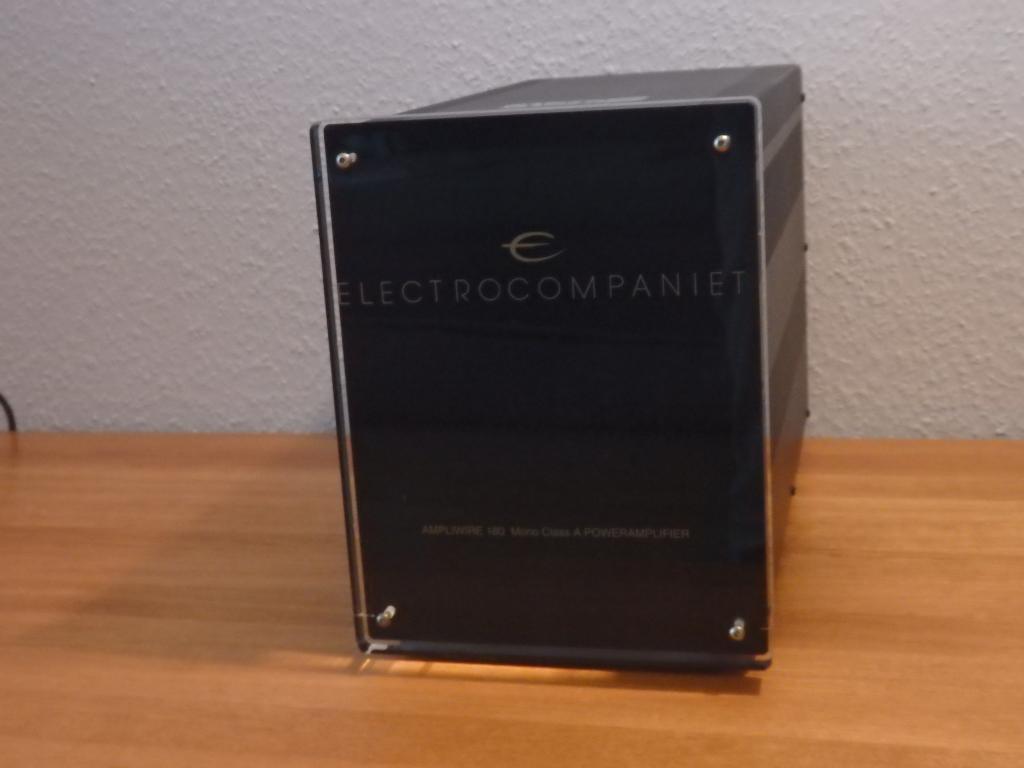 ELECTROCOMPANIET
AMPLIWIRE 180 Mono Class A POWERAMPLIFIER